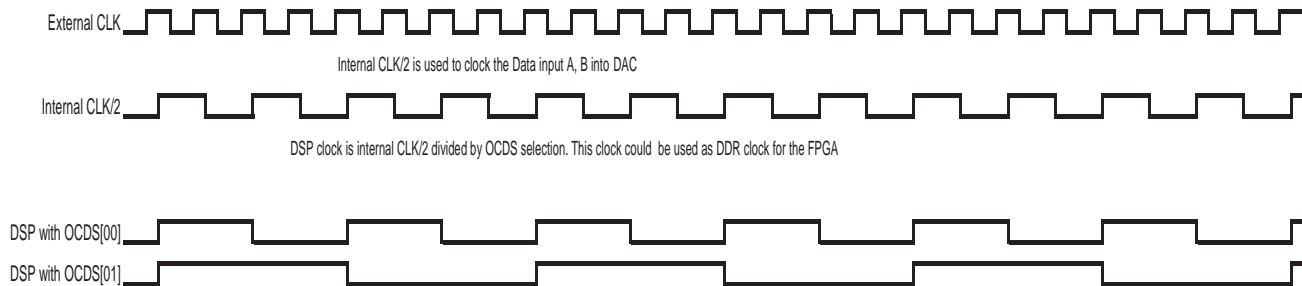 External CLK
Internal CLK/2 is used to clock the Data input A, B into DAC
Internal CLK/2
DSP clock is internal CLK/2 divided by OCDS selection. This clock could be used as DDR clock for the FPGA
DSP with OCDS[00]
DSP with OCDS[01]